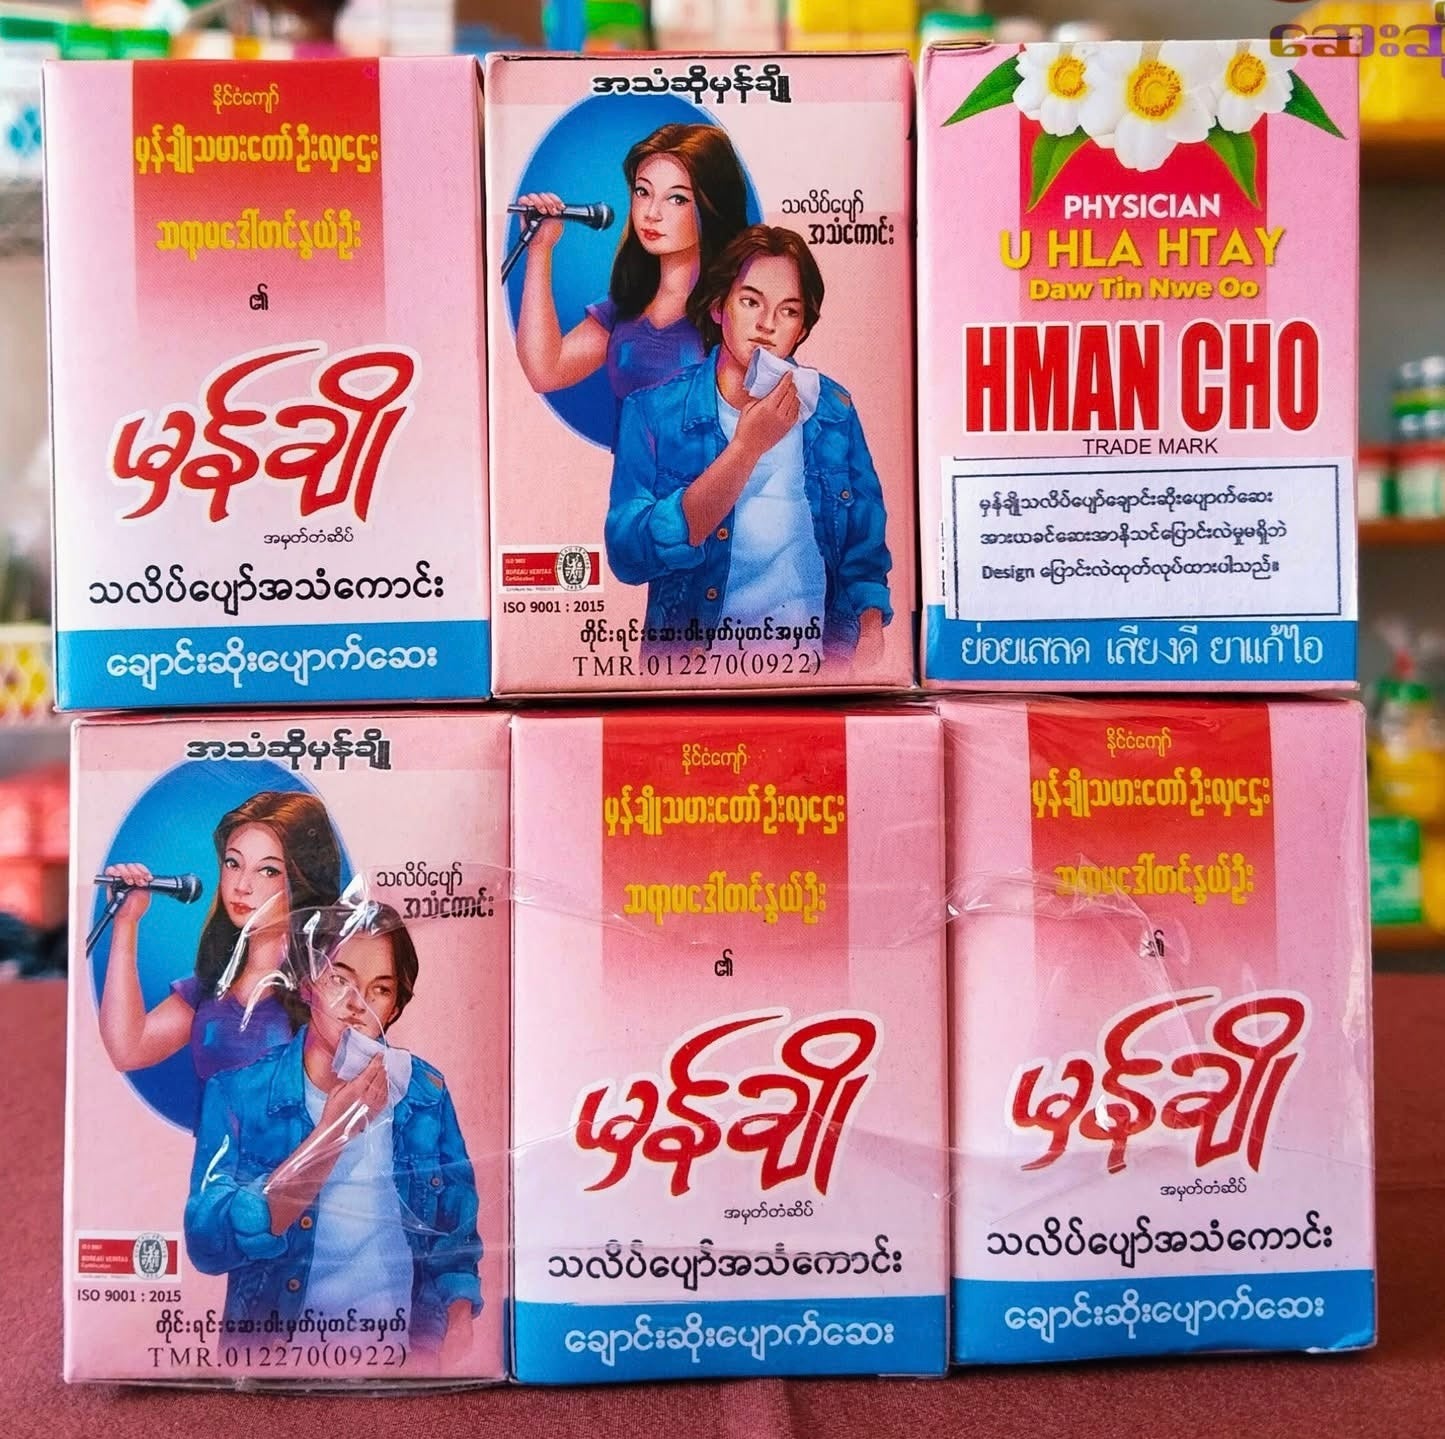 ဆေးဆို
နိုင်ငံကျော်
မှန်ချိုသမားတော်ဦးလှဌေး
ဆရာမဒေါ်တင်နွယ်ဦး
၏
မှန်ချို
အမှတ်တံဆိပ်
သလိပ်ပျော်အသံကောင်း
ချောင်းဆိုးပျောက်ဆေး
အသံဆိုမှန်ချို
သလိပ်ပျော်
အသံကောင်း
ISO 9001
BUREAU VERITAS
Certification
ISO 9001 : 2015
တိုင်းရင်းဆေးဝါးမှတ်ပုံတင်အမှတ်
TMR.012270(0922)
PHYSICIAN
U HLA HTAY
Daw Tin Nwe Oo
HMAN CHO
TRADE MARK
မှန်ချိုသလိပ်ပျော်ချောင်းဆိုးပျောက်ဆေး
အားယခင်ဆေးအာနိသင်ပြောင်းလဲမှုမရှိဘဲ
Design ပြောင်းလဲထုတ်လုပ်ထားပါသည်။
ย่อยเสลด เสียงดี ยาแก้ไอ
အသံဆိုမှန်ချို
သလိပ်ပျော်
အသံကောင်း
BUREAU VERITAS
Certification
ISO 9001 : 2015
တိုင်းရင်းဆေးဝါးမှတ်ပုံတင်အမှတ်
TMR.012270(0922)
နိုင်ငံကျော်
မှန်ချိုသမားတော်ဦးလှဌေး
ဆရာမဒေါ်တင်နွယ်ဦး
၏
မှန်ချို
အမှတ်တံဆိပ်
သလိပ်ပျော်အသံကောင်း
ချောင်းဆိုးပျောက်ဆေး
နိုင်ငံကျော်
မှန်ချိုသမားတော်ဦးလှဌေး
ဆရာမဒေါ်တင်နွယ်ဦး
၏
မှန်ချို
အမှတ်တံဆိပ်
သလိပ်ပျော်အသံကောင်း
ချောင်းဆိုးပျောက်ဆေး